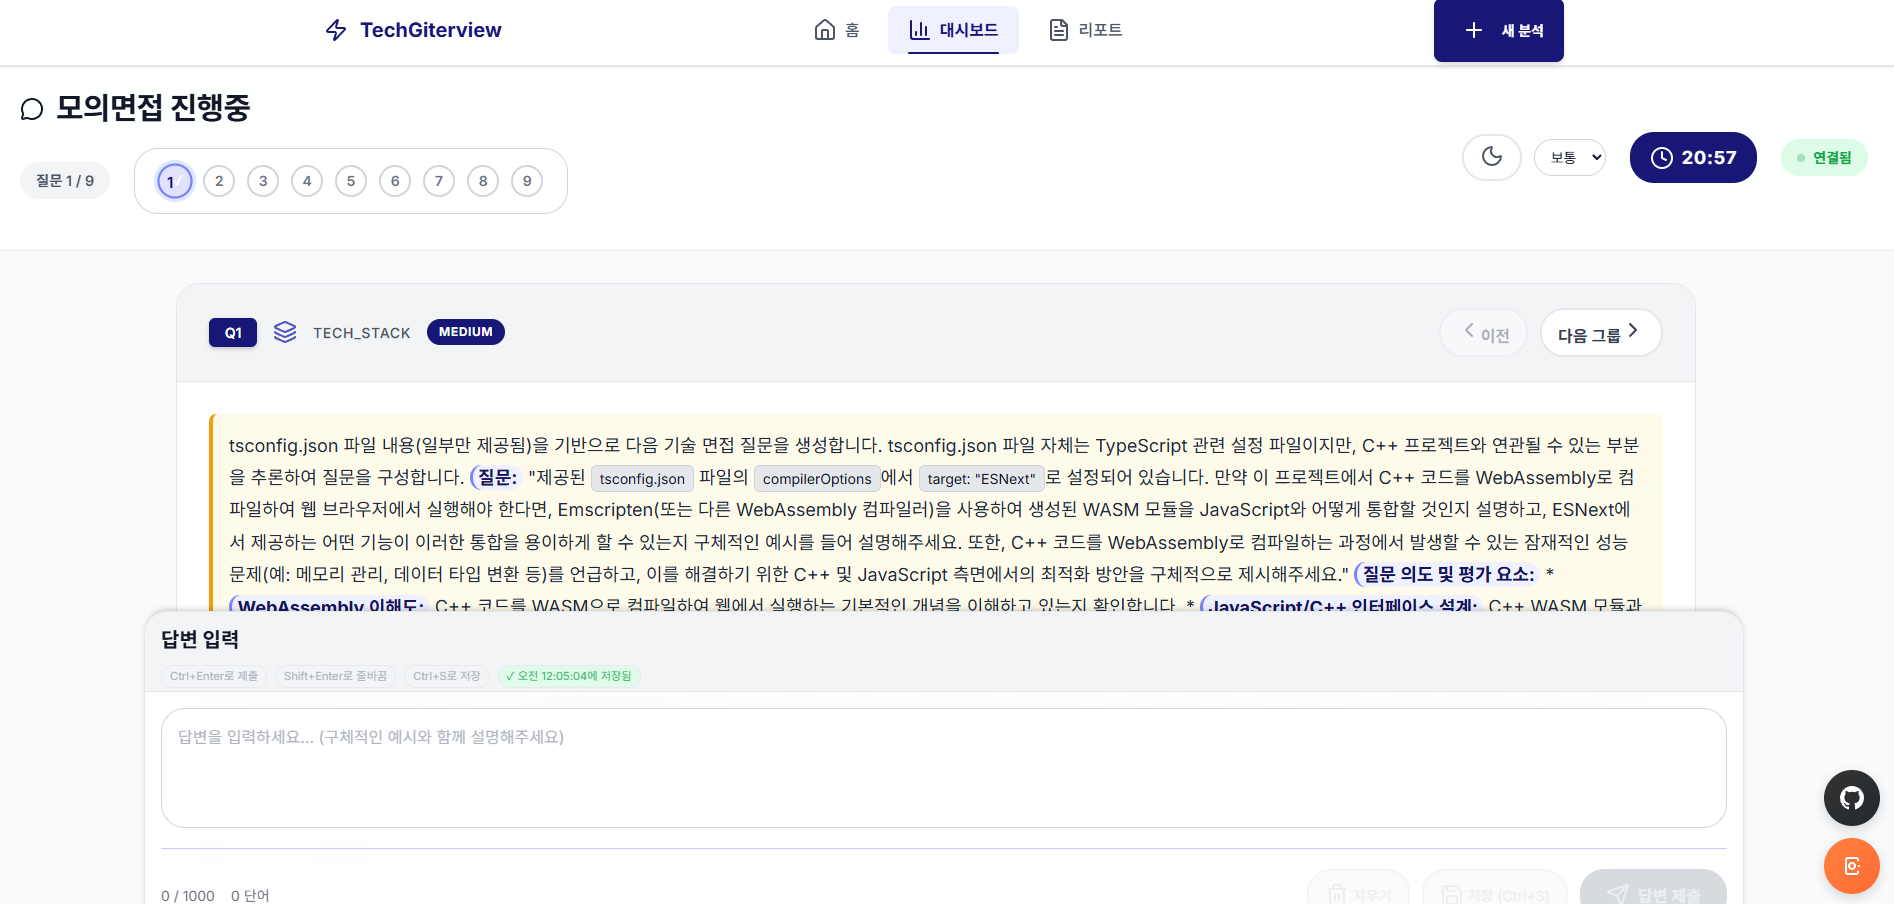 TechGiterview
홈
대시보드
리포트
새 분석
모의면접 진행중
질문 1 / 9
1 2 3 4 5 6 7 8 9
보통
20:57
연결됨
Q1
TECH_STACK
MEDIUM
이전
다음 그룹
tsconfig.json 파일 내용(일부만 제공됨)을 기반으로 다음 기술 면접 질문을 생성합니다. tsconfig.json 파일 자체는 TypeScript 관련 설정 파일이지만, C++ 프로젝트와 연관될 수 있는 부분
을 추론하여 질문을 구성합니다. 질문: "제공된 tsconfig.json 파일의 compilerOptions에서 target: "ESNext"로 설정되어 있습니다. 만약 이 프로젝트에서 C++ 코드를 WebAssembly로 컴
파일하여 웹 브라우저에서 실행해야 한다면, Emscripten(또는 다른 WebAssembly 컴파일러)을 사용하여 생성된 WASM 모듈을 JavaScript와 어떻게 통합할 것인지 설명하고, ESNext에
서 제공하는 어떤 기능이 이러한 통합을 용이하게 할 수 있는지 구체적인 예시를 들어 설명해주세요. 또한, C++ 코드를 WebAssembly로 컴파일하는 과정에서 발생할 수 있는 잠재적인 성능
문제(예: 메모리 관리, 데이터 타입 변환 등)를 언급하고, 이를 해결하기 위한 C++ 및 JavaScript 측면에서의 최적화 방안을 구체적으로 제시해주세요." 질문 의도 및 평가 요소: *
WebAssembly 이해도: C++ 코드를 WASM으로 컴파일하여 웹에서 실행하는 기본적인 개념을 이해하고 있는지 확인합니다. * JavaScript/C++ 인터페이스 설계: C++ WASM 모듈과
답변 입력
Ctrl+Enter로 제출
Shift+Enter로 줄바꿈
Ctrl+S로 저장
✓ 오전 12:05:04에 저장됨
답변을 입력하세요... (구체적인 예시와 함께 설명해주세요)
0 / 1000
0 단어
지우기
저장 (Ctrl+S)
답변 제출